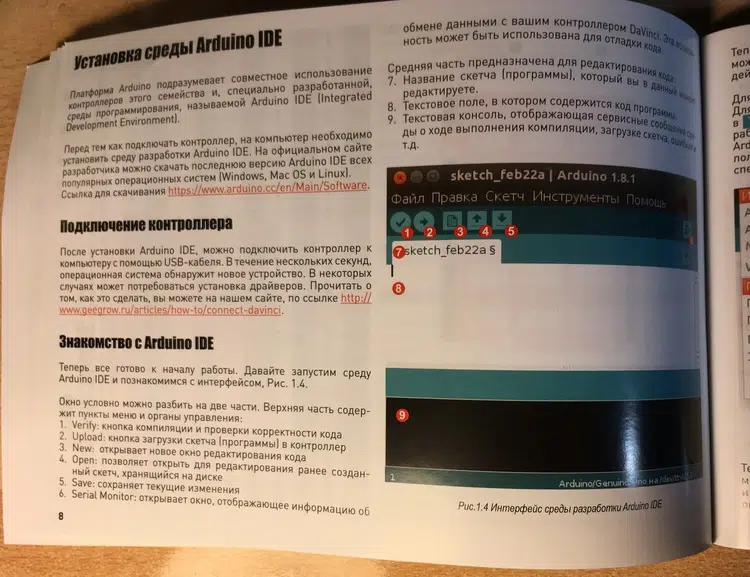 Установка среды Arduino IDE
Платформа Arduino подразумевает совместное использование
контроллеров этого семейства и, специально разработанной,
среды программирования, называемой Arduino IDE (Integrated
Development Environment).
Перед тем как подключать контроллер, на компьютер необходимо
установить среду разработки Arduino IDE. На официальном сайте
разработчика можно скачать последнюю версию Arduino IDE всех
популярных операционных систем (Windows, Mac OS и Linux).
Ссылка для скачивания https://www.arduino.cc/en/Main/Software.
Подключение контроллера
После установки Arduino IDE, можно подключить контроллер к
компьютеру с помощью USB-кабеля. В течение нескольких секунд,
операционная система обнаружит новое устройство. В некоторых
случаях может потребоваться установка драйверов. Прочитать о
том, как это сделать, вы можете на нашем сайте, по ссылке http://
www.geegrow.ru/articles/how-to/connect-davinci.
Знакомство с Arduino IDE
Теперь все готово к началу работы. Давайте запустим среду
Arduino IDE и познакомимся с интерфейсом, Рис. 1.4.
Окно условно можно разбить на две части. Верхняя часть содер-
жит пункты меню и органы управления:
1. Verify: кнопка компиляции и проверки корректности кода
2. Upload: кнопка загрузки скетча (программы) в контроллер
3. New: открывает новое окно редактирования кода
4. Open: позволяет открыть для редактирования ранее создан-
ный скетч, хранящийся на диске
5. Save: сохраняет текущие изменения
6. Serial Monitor: открывает окно, отображающее информацию об
8
обмене данными с вашим контроллером DaVinci. Эта
ность может быть использована для отладки кода.
Средняя часть предназначена для редактирования кода:
7. Название скетча (программы), который вы в данный момент
редактируете.
8. Текстовое поле, в котором содержится код программы.
9. Текстовая консоль, отображающая сервисные сообщения
ды о ходе выполнения компиляции, загрузке скетча, ошибках и
т.д.
sketch_feb22a | Arduino 1.8.1
Файл Правка Скетч Инструменты Помощь
1 2 3 4 5
7 sketch_feb22a §
8
9
1 Arduino/Genuino Uno на
Рис.1.4 Интерфейс среды разработки Arduino IDE